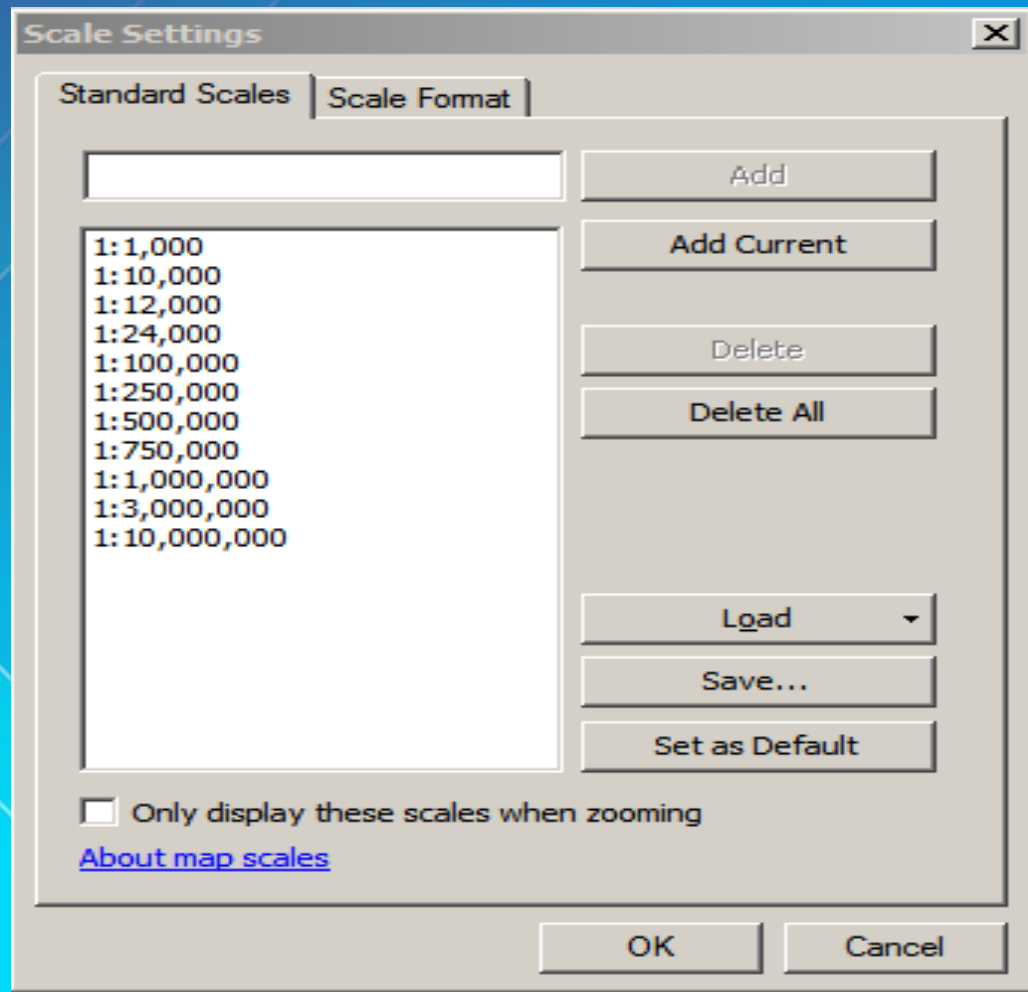 Scale Settings
Standard Scales
Scale Format
Add
Add Current
1:1,000
1:10,000
1:12,000
1:24,000
1:100,000
1:250,000
1:500,000
1:750,000
1:1,000,000
1:3,000,000
1:10,000,000
Delete
Delete All
Load
Save...
Set as Default
Only display these scales when zooming
About map scales
OK
Cancel